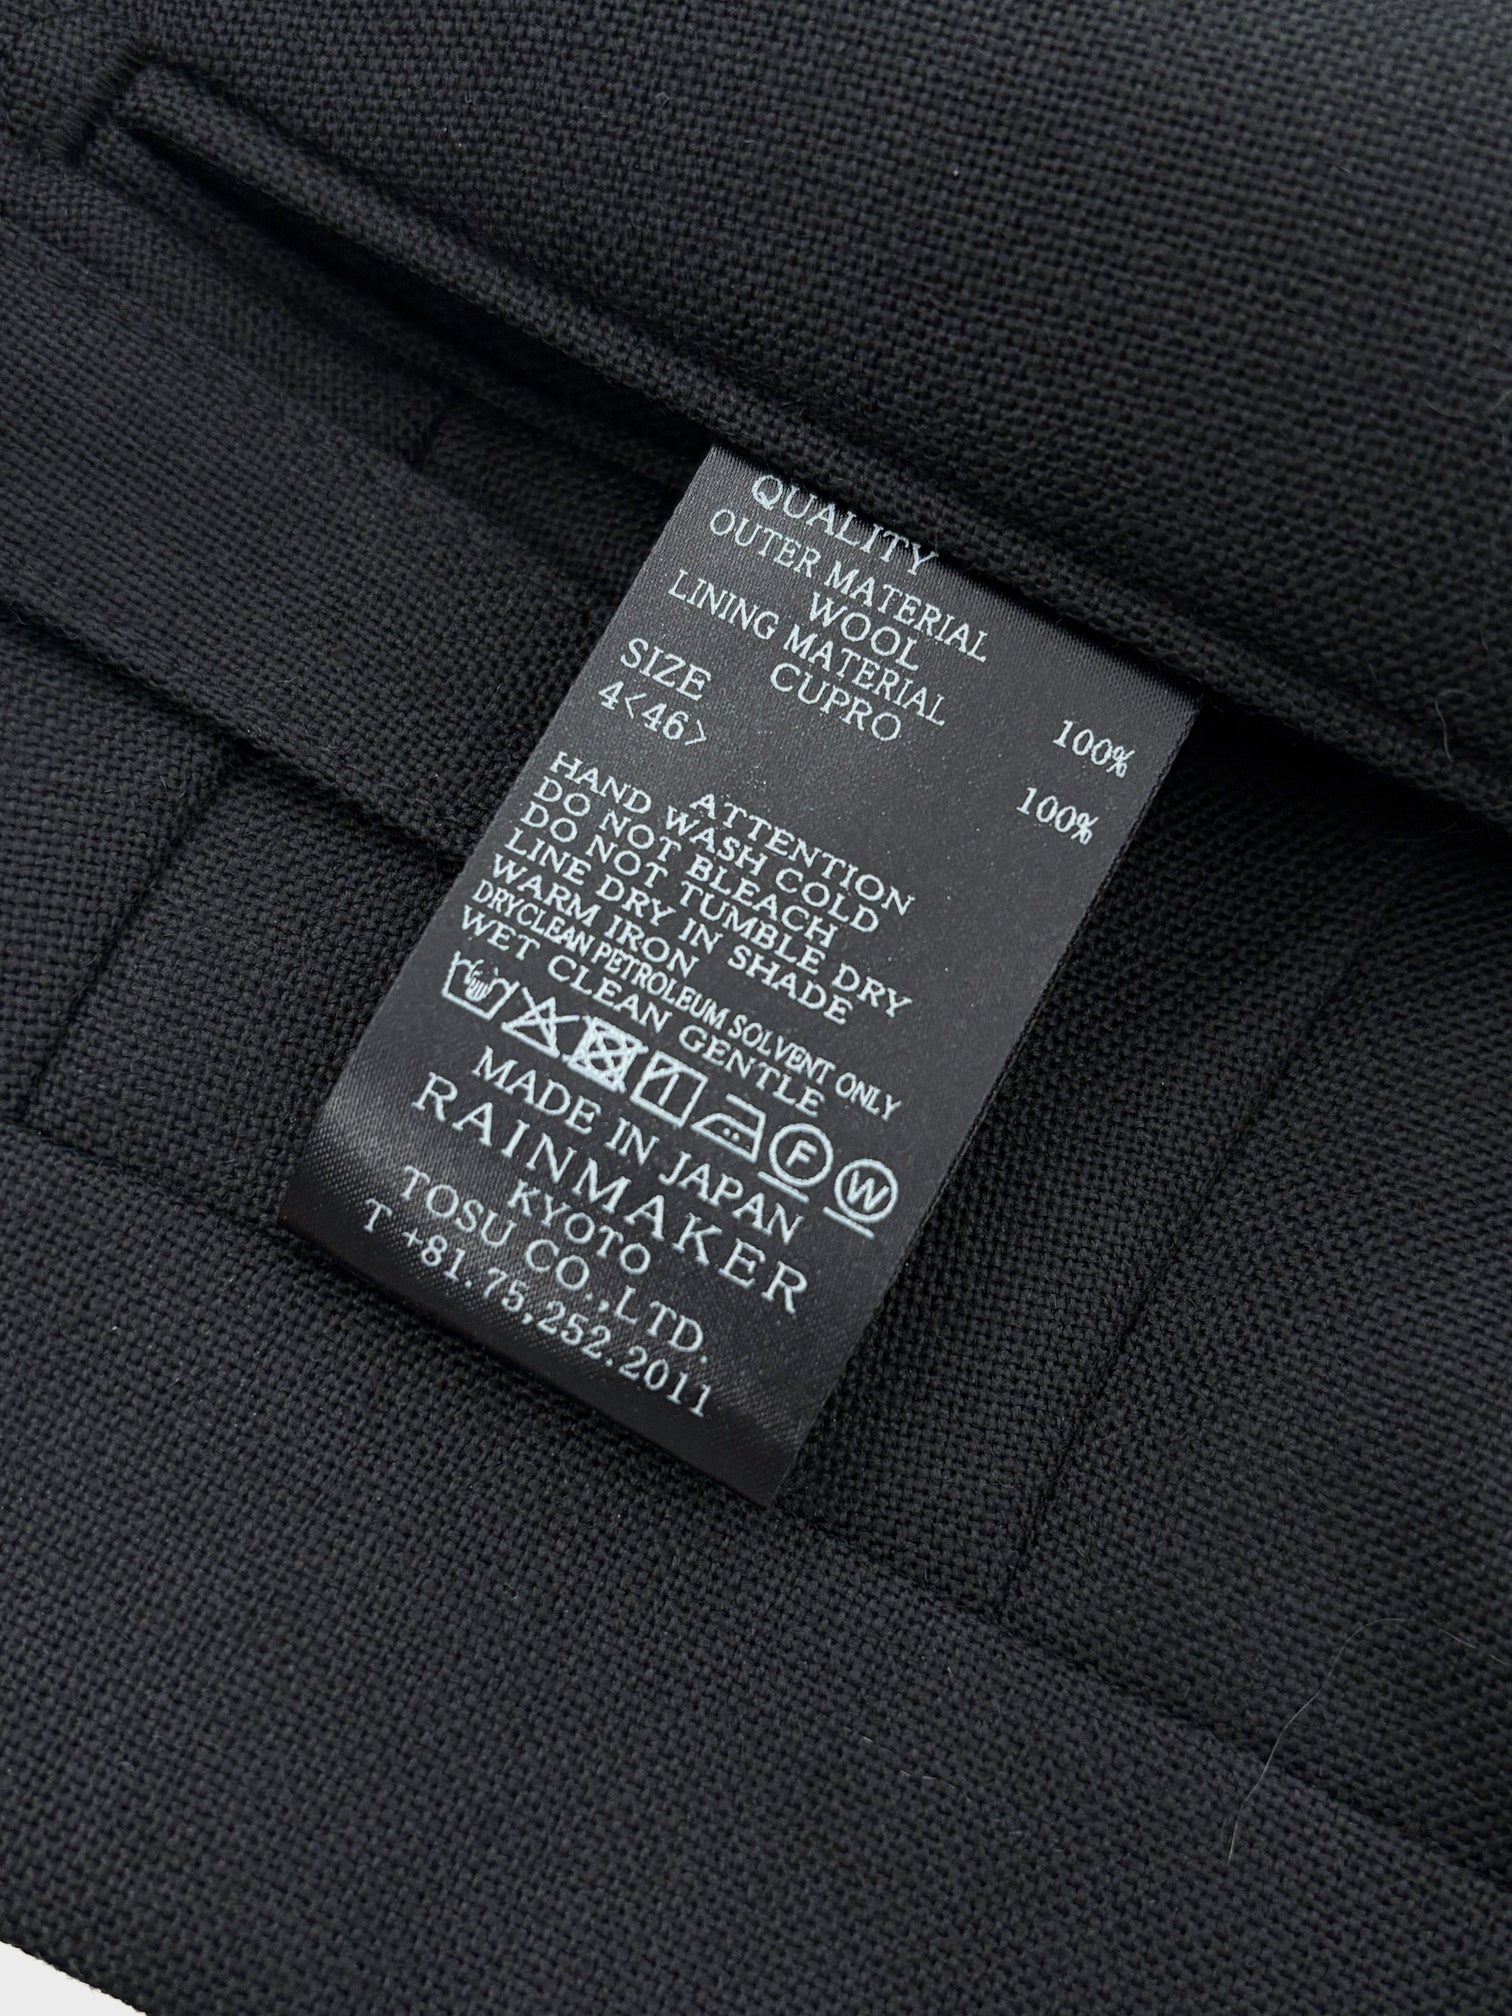 QUALITY
OUTER MATERIAL
WOOL 100%
LINING MATERIAL
CUPRO 100%
SIZE
4<46>
ATTENTION
HAND WASH COLD
DO NOT BLEACH
DO NOT TUMBLE DRY
LINE DRY IN SHADE
WARM IRON
DRYCLEAN PETROLEUM SOLVENT ONLY
WET CLEAN GENTLE
F W
MADE IN JAPAN
RAINMAKER
KYOTO
TOSU CO.,LTD.
T +81.75,252.2011